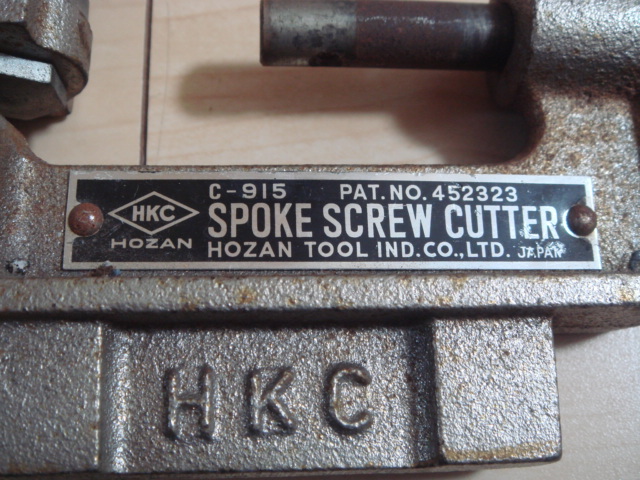 C-915 PAT.NO.452323
HKC
HOZAN
SPOKE SCREW CUTTER
HOZAN TOOL IND.CO.,LTD. JAPAN
HKC